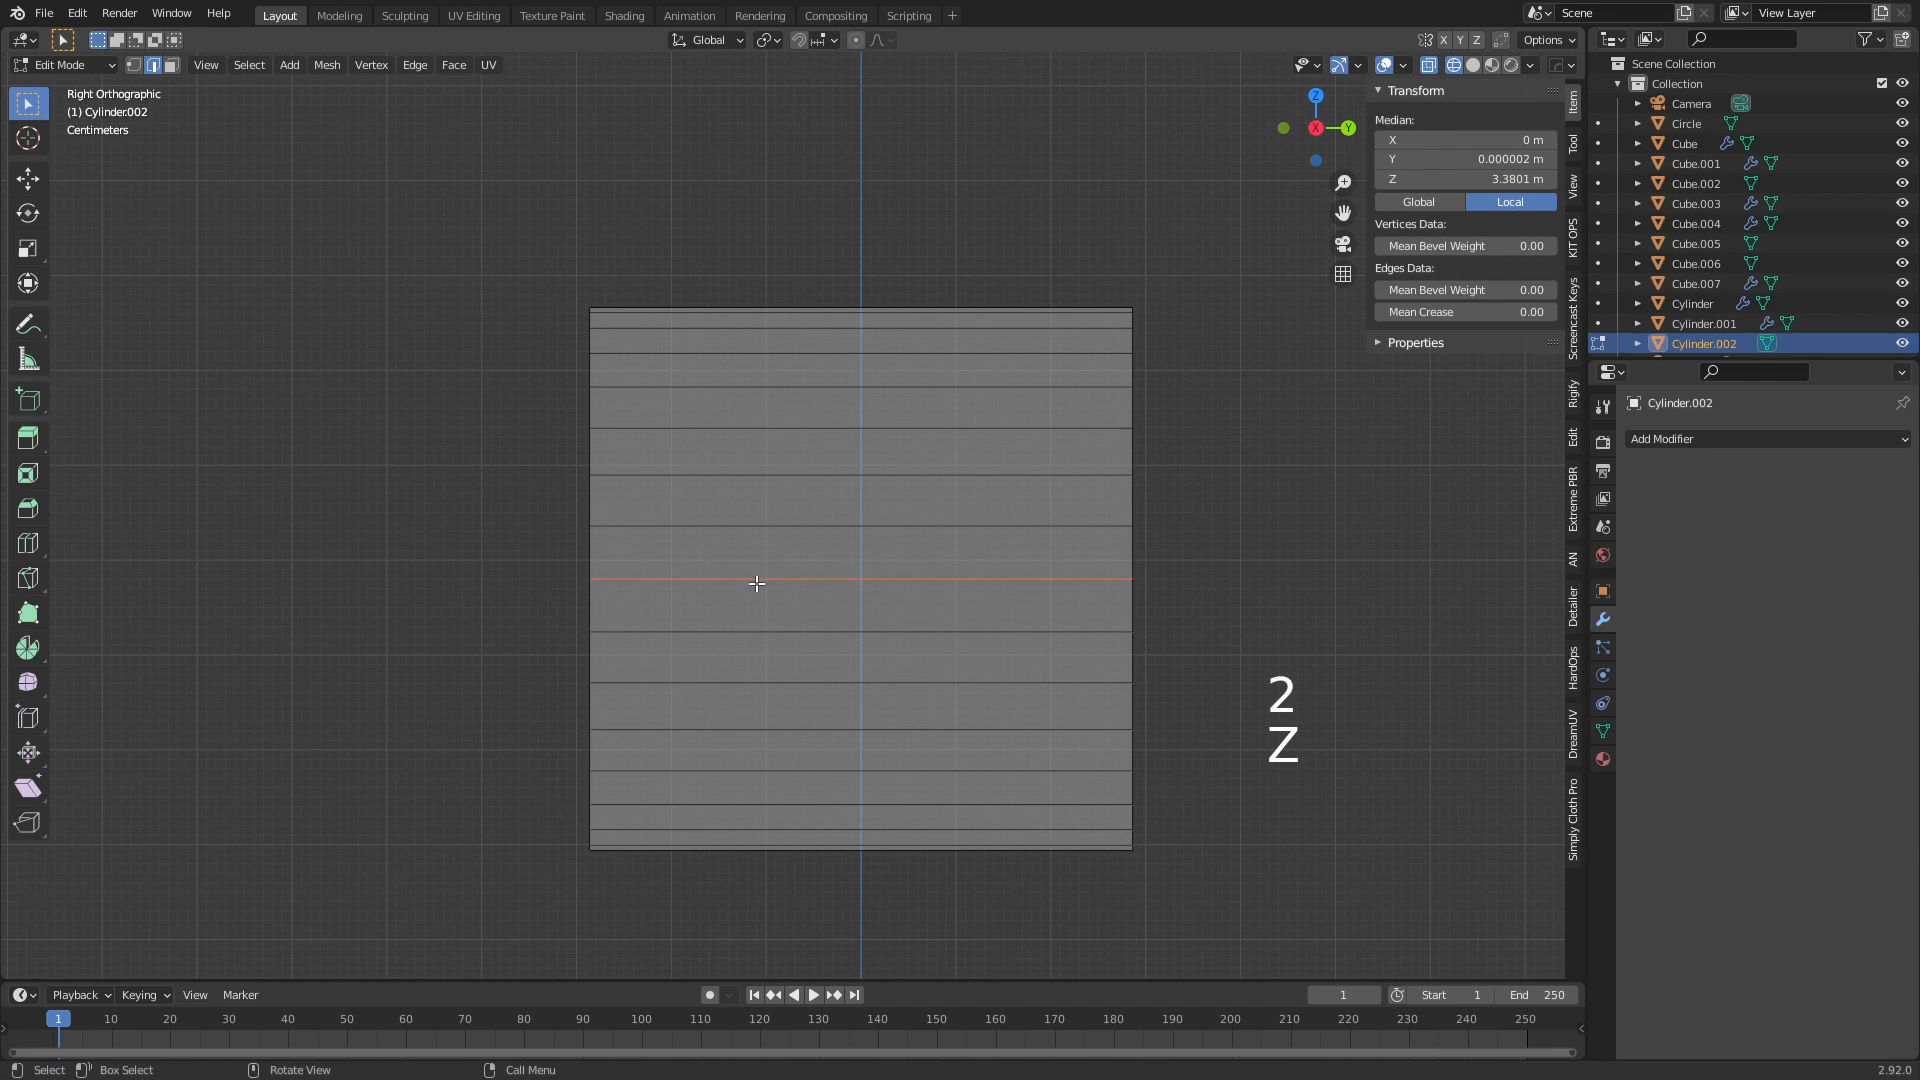 File Edit Render Window Help Layout Modeling Sculpting UV Editing Texture Paint Shading Animation Rendering Compositing Scripting + Scene View Layer
Global X Y Z Options
Edit Mode View Select Add Mesh Vertex Edge Face UV
Right Orthographic
(1) Cylinder.002
Centimeters
Z
X
Y
Transform
Median:
X 0 m
Y 0.000002 m
Z 3.3801 m
Global Local
Vertices Data:
Mean Bevel Weight 0.00
Edges Data:
Mean Bevel Weight 0.00
Mean Crease 0.00
Properties
Item
Tool
View
KIT OPS
Screencast Keys
Rigify
Edit
Extreme PBR
AN
Detailer
HardOps
DreamUV
Simply Cloth Pro
Scene Collection
Collection
Camera
Circle
Cube
Cube.001
Cube.002
Cube.003
Cube.004
Cube.005
Cube.006
Cube.007
Cylinder
Cylinder.001
Cylinder.002
Cylinder.002
Add Modifier
2
Z
Playback Keying View Marker 1 Start 1 End 250
1 10 20 30 40 50 60 70 80 90 100 110 120 130 140 150 160 170 180 190 200 210 220 230 240 250
Select Box Select Rotate View Call Menu 2.92.0